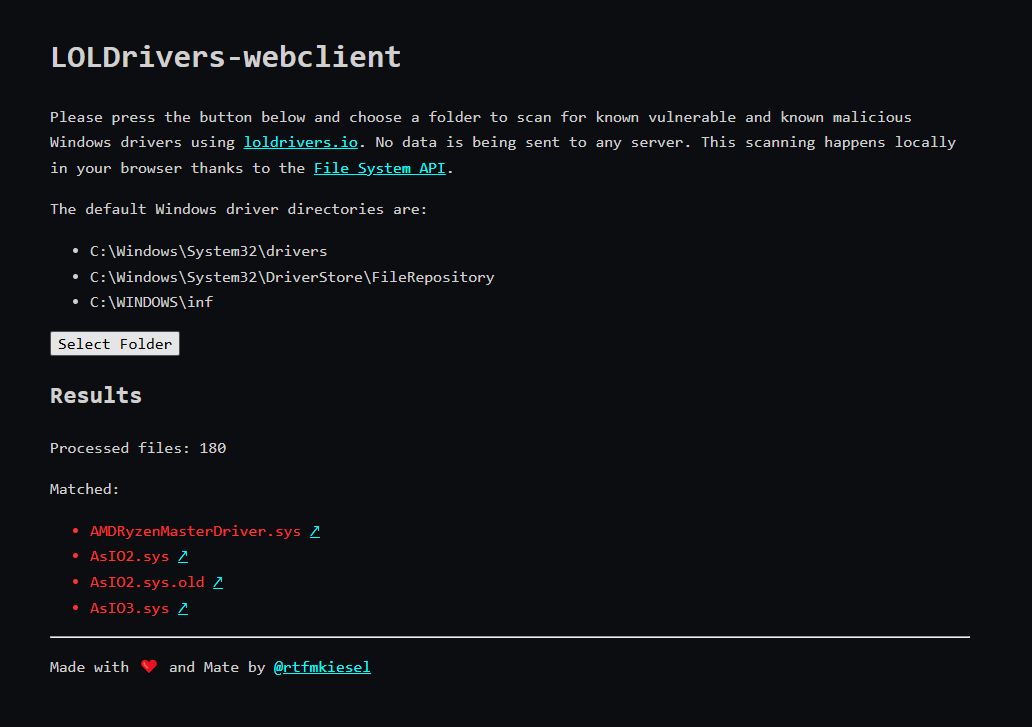 LOLDrivers-webclient
Please press the button below and choose a folder to scan for known vulnerable and known malicious
Windows drivers using loldrivers.io. No data is being sent to any server. This scanning happens locally
in your browser thanks to the File System API.
The default Windows driver directories are:
• C:\Windows\System32\drivers
• C:\Windows\System32\DriverStore\FileRepository
• C:\WINDOWS\inf
Select Folder
Results
Processed files: 180
Matched:
• AMDRyzenMasterDriver.sys ↗
• AsIO2.sys ↗
• AsIO2.sys.old ↗
• AsIO3.sys ↗
Made with ❤ and Mate by @rtfmkiesel